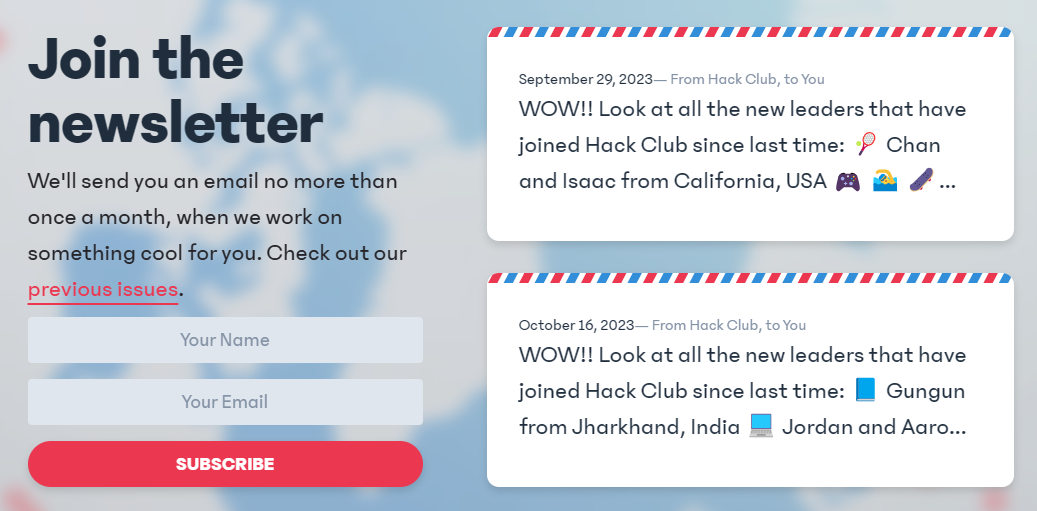 Join the
newsletter
We'll send you an email no more than
once a month, when we work on
something cool for you. Check out our
previous issues.
Your Name
Your Email
SUBSCRIBE
September 29, 2023— From Hack Club, to You
WOW!! Look at all the new leaders that have
joined Hack Club since last time: 🎾 Chan
and Isaac from California, USA 🎮 🤽 🛹 ...
October 16, 2023— From Hack Club, to You
WOW!! Look at all the new leaders that have
joined Hack Club since last time: 📘 Gungun
from Jharkhand, India 💻 Jordan and Aaro...